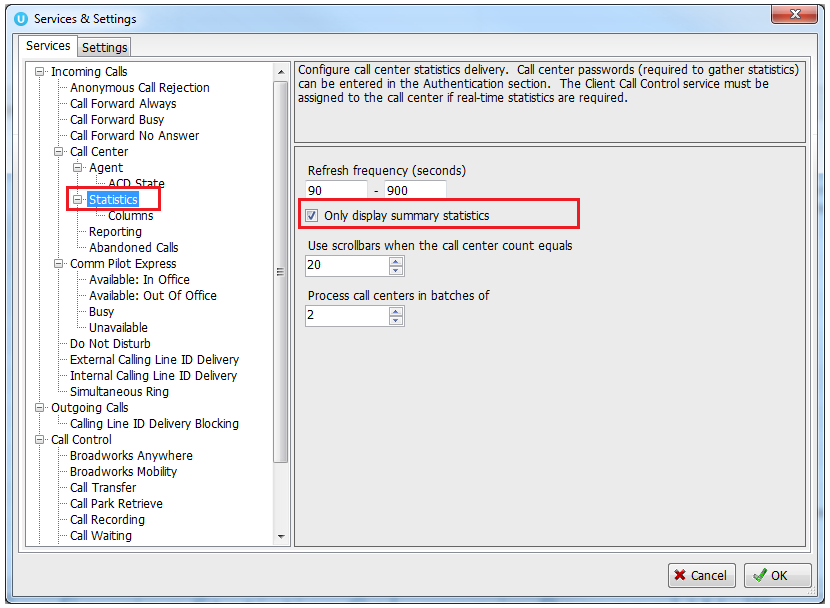 Services & Settings
Services
Settings
Incoming Calls
Anonymous Call Rejection
Call Forward Always
Call Forward Busy
Call Forward No Answer
Call Center
Agent
ACD State
Statistics
Columns
Reporting
Abandoned Calls
Comm Pilot Express
Available: In Office
Available: Out Of Office
Busy
Unavailable
Do Not Disturb
External Calling Line ID Delivery
Internal Calling Line ID Delivery
Simultaneous Ring
Outgoing Calls
Calling Line ID Delivery Blocking
Call Control
Broadworks Anywhere
Broadworks Mobility
Call Transfer
Call Park Retrieve
Call Recording
Call Waiting
Configure call center statistics delivery. Call center passwords (required to gather statistics)
can be entered in the Authentication section. The Client Call Control service must be
assigned to the call center if real-time statistics are required.
Refresh frequency (seconds)
90 - 900
Only display summary statistics
Use scrollbars when the call center count equals
20
Process call centers in batches of
2
Cancel
OK